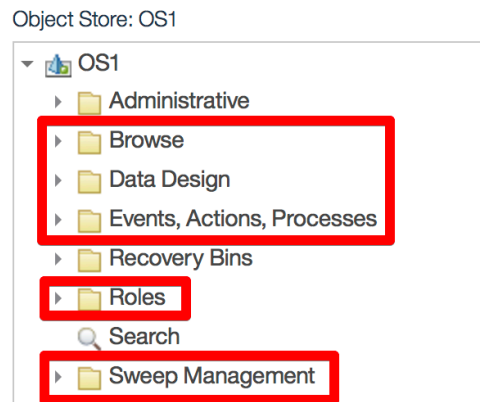 Object Store: OS1
OS1
Administrative
Browse
Data Design
Events, Actions, Processes
Recovery Bins
Roles
Search
Sweep Management